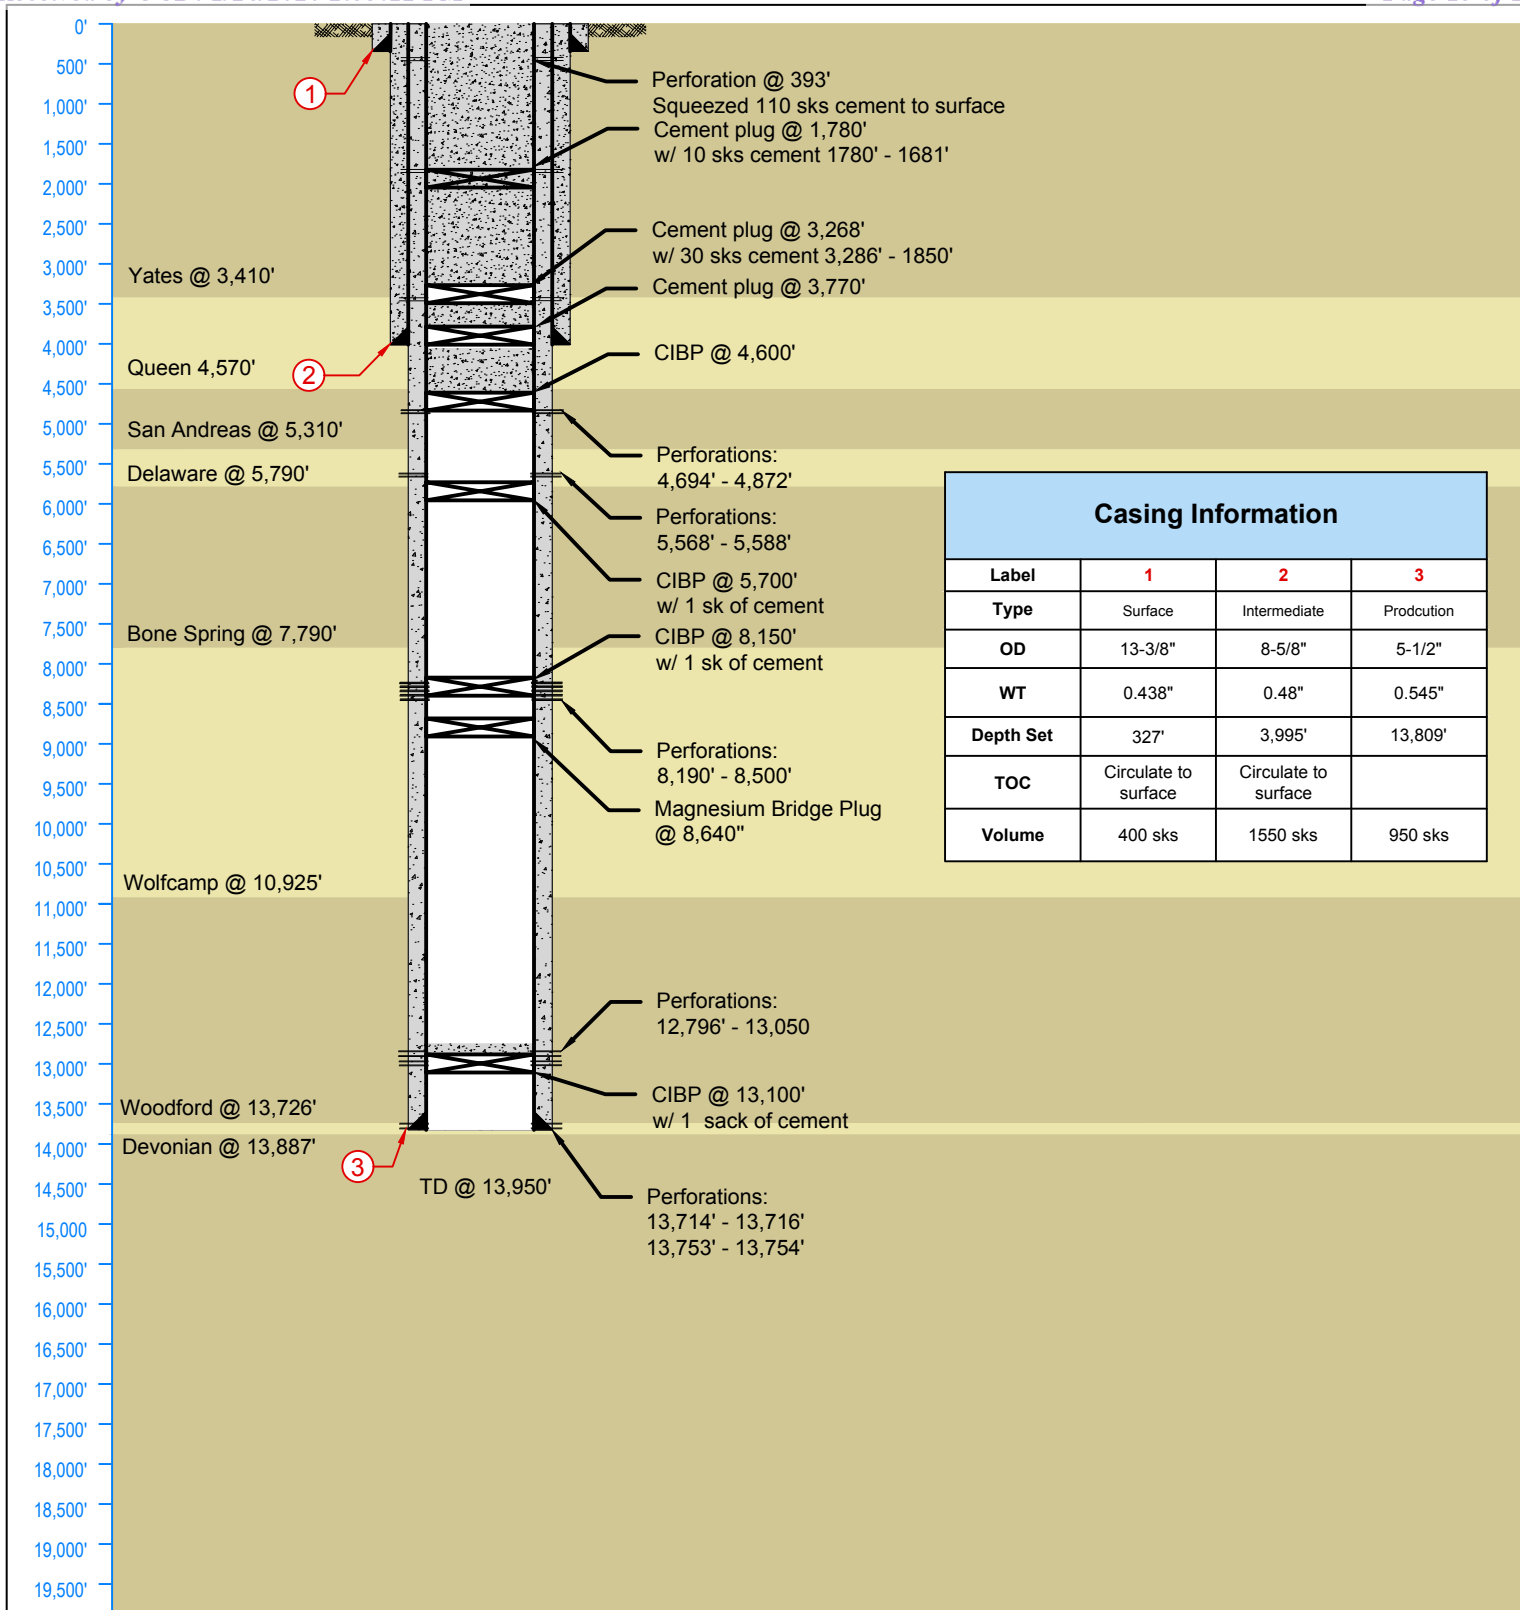 0'
500'
1,000'
1,500'
2,000'
2,500'
3,000'
3,500'
4,000'
4,500'
5,000'
5,500'
6,000'
6,500'
7,000'
7,500'
8,000'
8,500'
9,000'
9,500'
10,000'
10,500'
11,000'
11,500'
12,000'
12,500'
13,000'
13,500'
14,000'
14,500'
15,000
15,500'
16,000'
16,500'
17,000'
17,500'
18,000'
18,500'
19,000'
19,500'
Yates @ 3,410'
Queen 4,570'
San Andreas @ 5,310'
Delaware @ 5,790'
Bone Spring @ 7,790'
Wolfcamp @ 10,925'
Woodford @ 13,726'
Devonian @ 13,887'
1
2
3
TD @ 13,950'
Perforation @ 393'
Squeezed 110 sks cement to surface
Cement plug @ 1,780'
w/ 10 sks cement 1780' - 1681'
Cement plug @ 3,268'
w/ 30 sks cement 3,286' - 1850'
Cement plug @ 3,770'
CIBP @ 4,600'
Perforations:
4,694' - 4,872'
Perforations:
5,568' - 5,588'
CIBP @ 5,700'
w/ 1 sk of cement
CIBP @ 8,150'
w/ 1 sk of cement
Perforations:
8,190' - 8,500'
Magnesium Bridge Plug
@ 8,640"
Perforations:
12,796' - 13,050
CIBP @ 13,100'
w/ 1 sack of cement
Perforations:
13,714' - 13,716'
13,753' - 13,754'
Casing Information
Label 1 2 3
Type Surface Intermediate Prodcution
OD 13-3/8" 8-5/8" 5-1/2"
WT 0.438" 0.48" 0.545"
Depth Set 327' 3,995' 13,809'
TOC Circulate to surface Circulate to surface
Volume 400 sks 1550 sks 950 sks